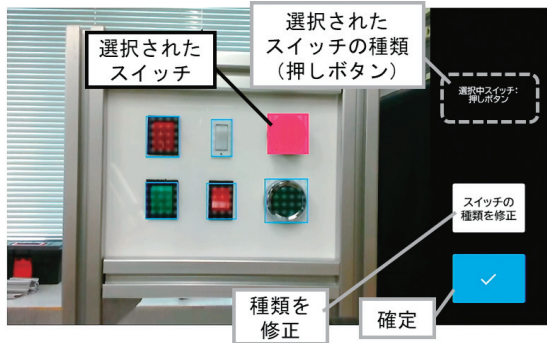 選択された
スイッチ
選択された
スイッチの種類
（押しボタン）
選択中スイッチ：
押しボタン
スイッチの
種類を修正
種類を
修正
確定